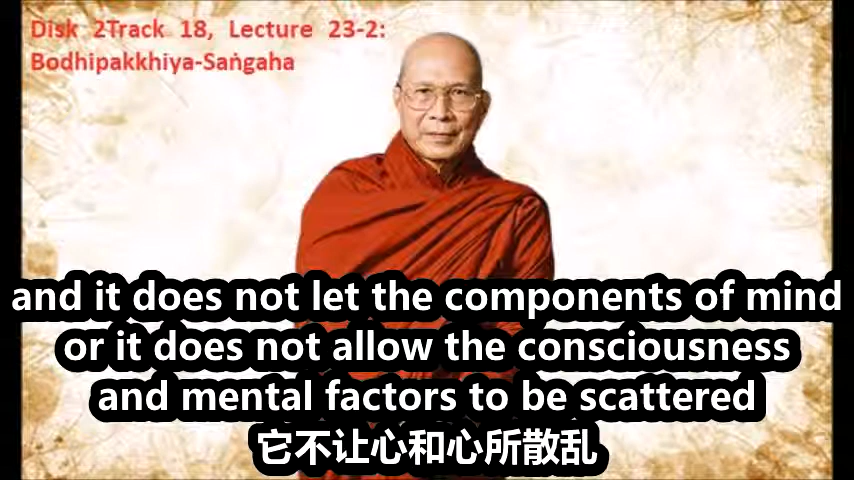 Disk 2Track 18, Lecture 23-2:
Bodhipakkhiya-Saṅgaha
and it does not let the components of mind
or it does not allow the consciousness
and mental factors to be scattered
它不让心和心所散乱